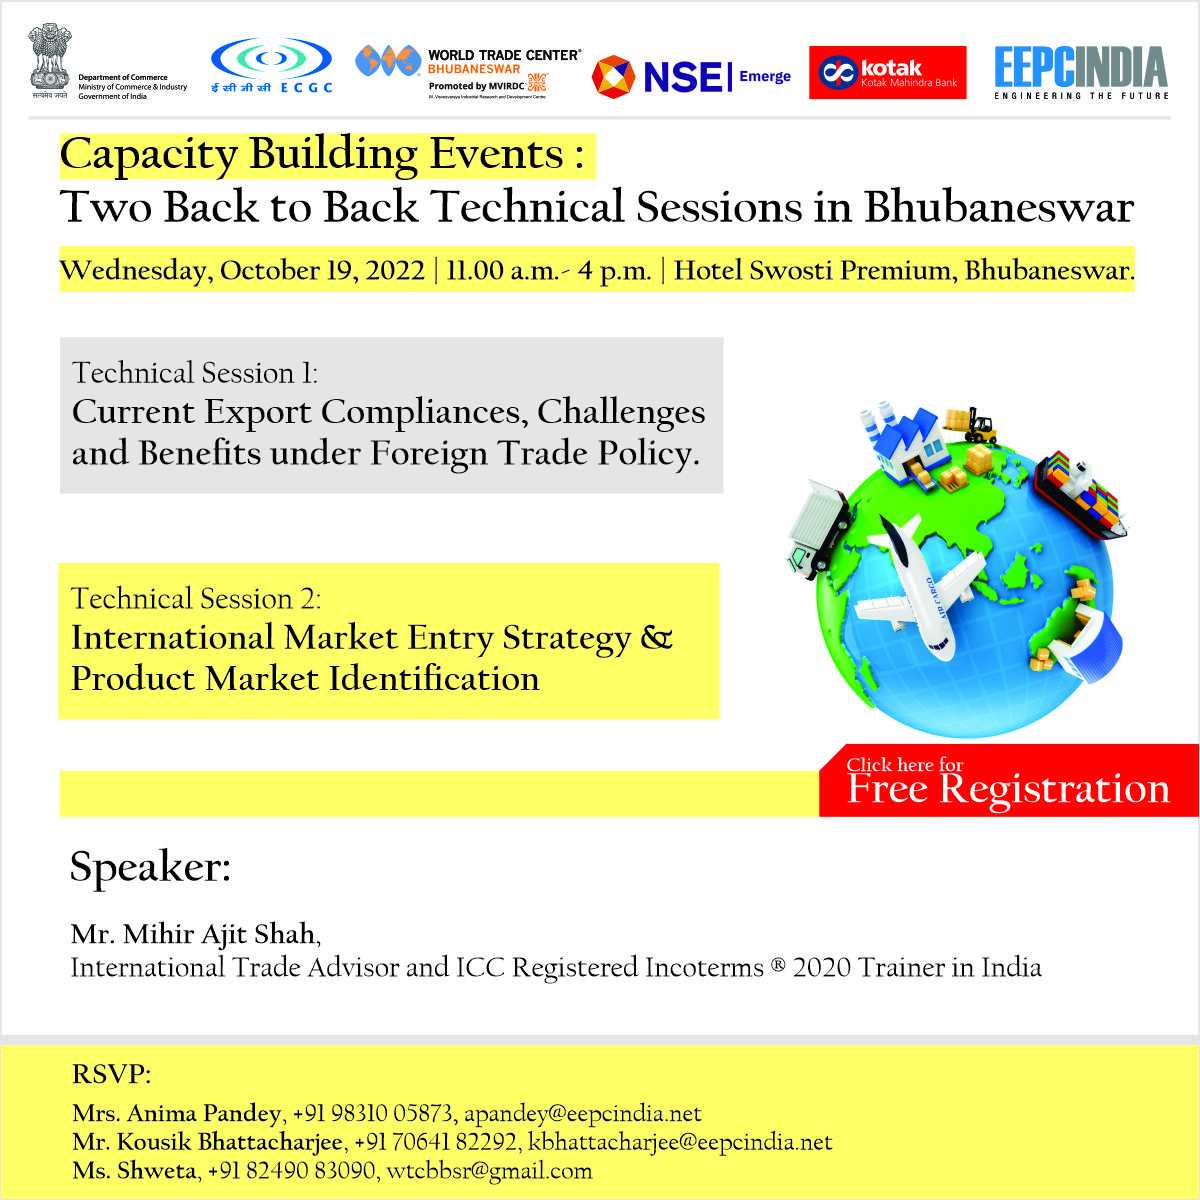 सत्यमेव जयते
Department of Commerce
Ministry of Commerce & Industry
Government of India
ई सी जी सी ECGC
WORLD TRADE CENTER®
BHUBANESWAR
Promoted by MVIRDC
M. Visvesvaraya Industrial Research and Development Centre
NSE | Emerge
kotak
Kotak Mahindra Bank
EEPCINDIA
ENGINEERING THE FUTURE
Capacity Building Events :
Two Back to Back Technical Sessions in Bhubaneswar
Wednesday, October 19, 2022 | 11.00 a.m.- 4 p.m. | Hotel Swosti Premium, Bhubaneswar.
Technical Session 1:
Current Export Compliances, Challenges
and Benefits under Foreign Trade Policy.
Technical Session 2:
International Market Entry Strategy &
Product Market Identification
AIR CARGO
Click here for
Free Registration
Speaker:
Mr. Mihir Ajit Shah,
International Trade Advisor and ICC Registered Incoterms ® 2020 Trainer in India
RSVP:
Mrs. Anima Pandey, +91 98310 05873, apandey@eepcindia.net
Mr. Kousik Bhattacharjee, +91 70641 82292, kbhattacharjee@eepcindia.net
Ms. Shweta, +91 82490 83090, wtcbbsr@gmail.com